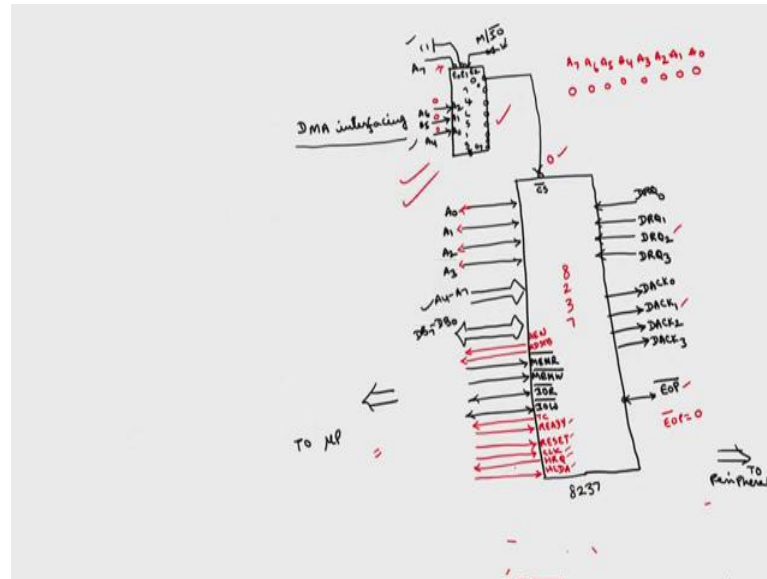 M/IO
A7
A7 A6 A5 A4 A3 A2 A1 A0
0 0 0 0 0 0 0 0
DMA interfacing
A6 0
A5 0
A4 0
0
CS
A0
A1
A2
A3
A4-A7
DB7-DB0
AEN
ADSTB
MEMR
MEMW
IOR
IOW
TC
READY
RESET
CLK
HRQ
HLDA
8
2
3
7
DRQ0
DRQ1
DRQ2
DRQ3
DACK0
DACK1
DACK2
DACK3
EOP
EOP=0
TO μP
8237
TO
Peripheral